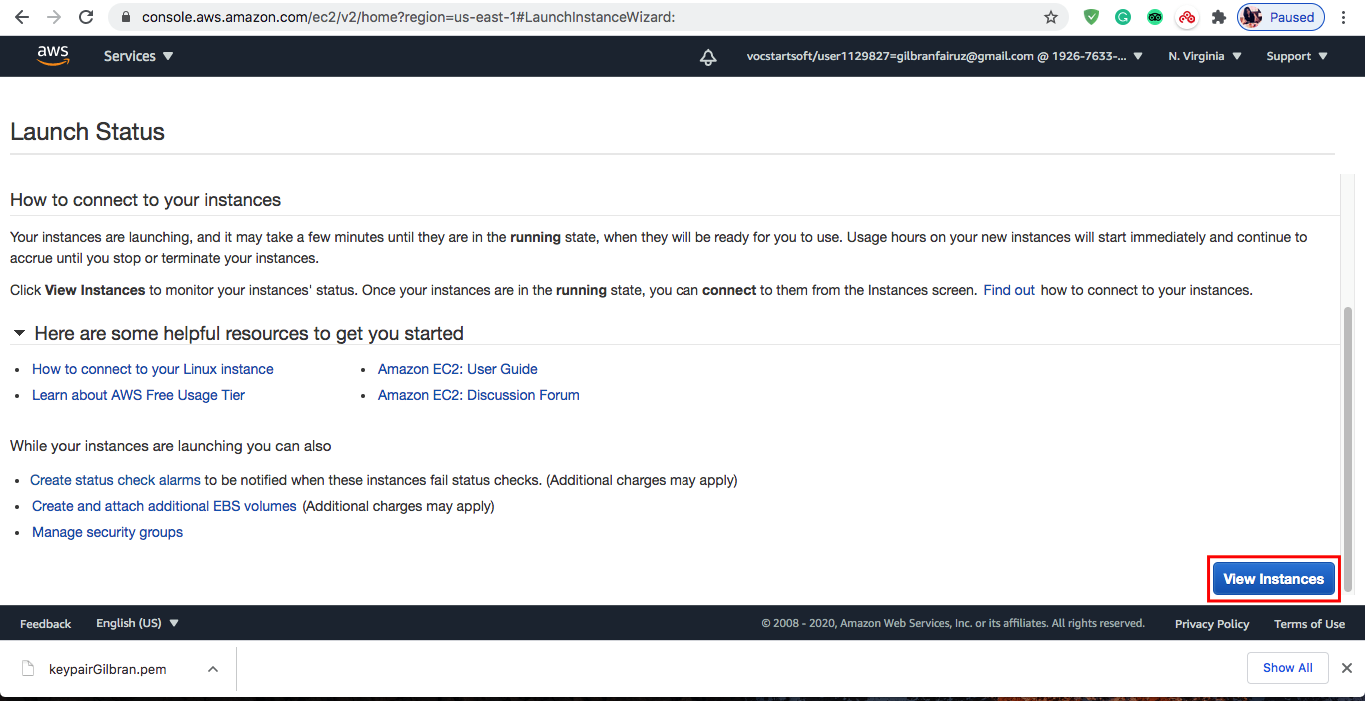 console.aws.amazon.com/ec2/v2/home?region=us-east-1#LaunchInstanceWizard:
Paused
aws
Services
vocstartsoft/user1129827=gilbranfairuz@gmail.com @ 1926-7633-...
N. Virginia
Support
Launch Status
How to connect to your instances
Your instances are launching, and it may take a few minutes until they are in the running state, when they will be ready for you to use. Usage hours on your new instances will start immediately and continue to
accrue until you stop or terminate your instances.
Click View Instances to monitor your instances' status. Once your instances are in the running state, you can connect to them from the Instances screen. Find out how to connect to your instances.
Here are some helpful resources to get you started
• How to connect to your Linux instance
• Learn about AWS Free Usage Tier
• Amazon EC2: User Guide
• Amazon EC2: Discussion Forum
While your instances are launching you can also
• Create status check alarms to be notified when these instances fail status checks. (Additional charges may apply)
• Create and attach additional EBS volumes (Additional charges may apply)
• Manage security groups
View Instances
Feedback
English (US)
© 2008 - 2020, Amazon Web Services, Inc. or its affiliates. All rights reserved.
Privacy Policy
Terms of Use
keypairGilbran.pem
Show All